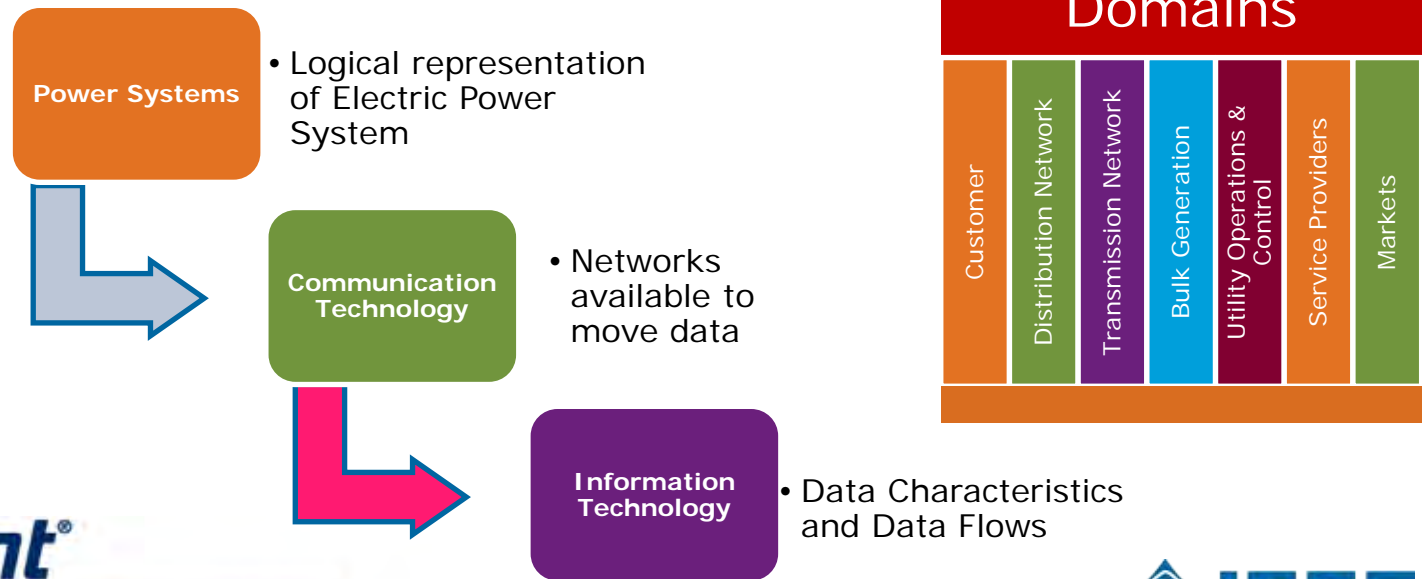 Power Systems
• Logical representation
of Electric Power
System
Communication
Technology
• Networks
available to
move data
Information
Technology
• Data Characteristics
and Data Flows
Domains
Customer
Distribution Network
Transmission Network
Bulk Generation
Utility Operations &
Control
Service Providers
Markets
nt®